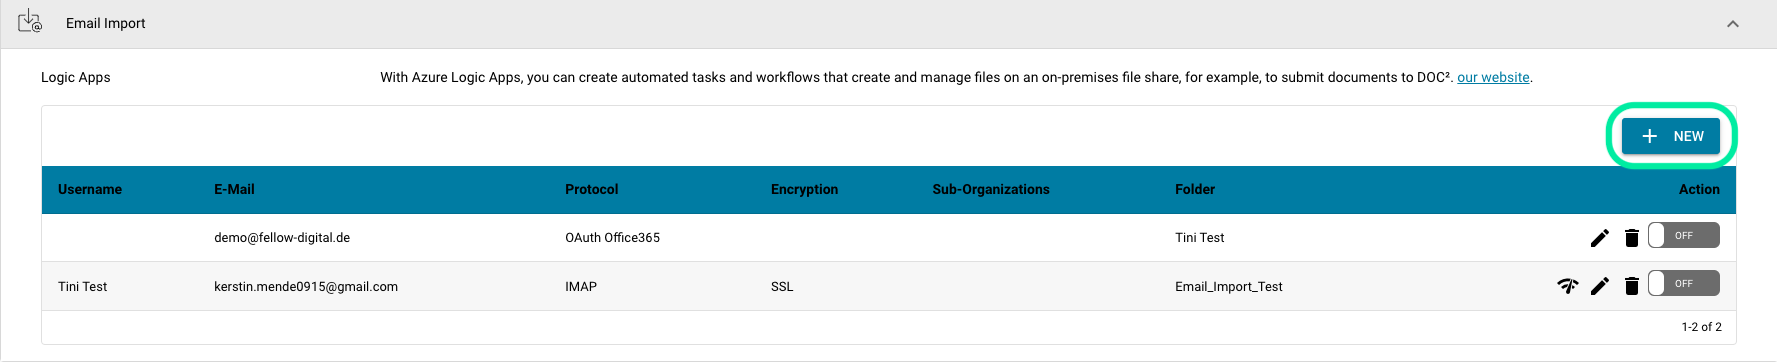 Email Import
Logic Apps With Azure Logic Apps, you can create automated tasks and workflows that create and manage files on an on-premises file share, for example, to submit documents to DOC². our website.
+ NEW
Username E-Mail Protocol Encryption Sub-Organizations Folder Action
demo@fellow-digital.de OAuth Office365 Tini Test OFF
Tini Test kerstin.mende0915@gmail.com IMAP SSL Email_Import_Test OFF
1-2 of 2